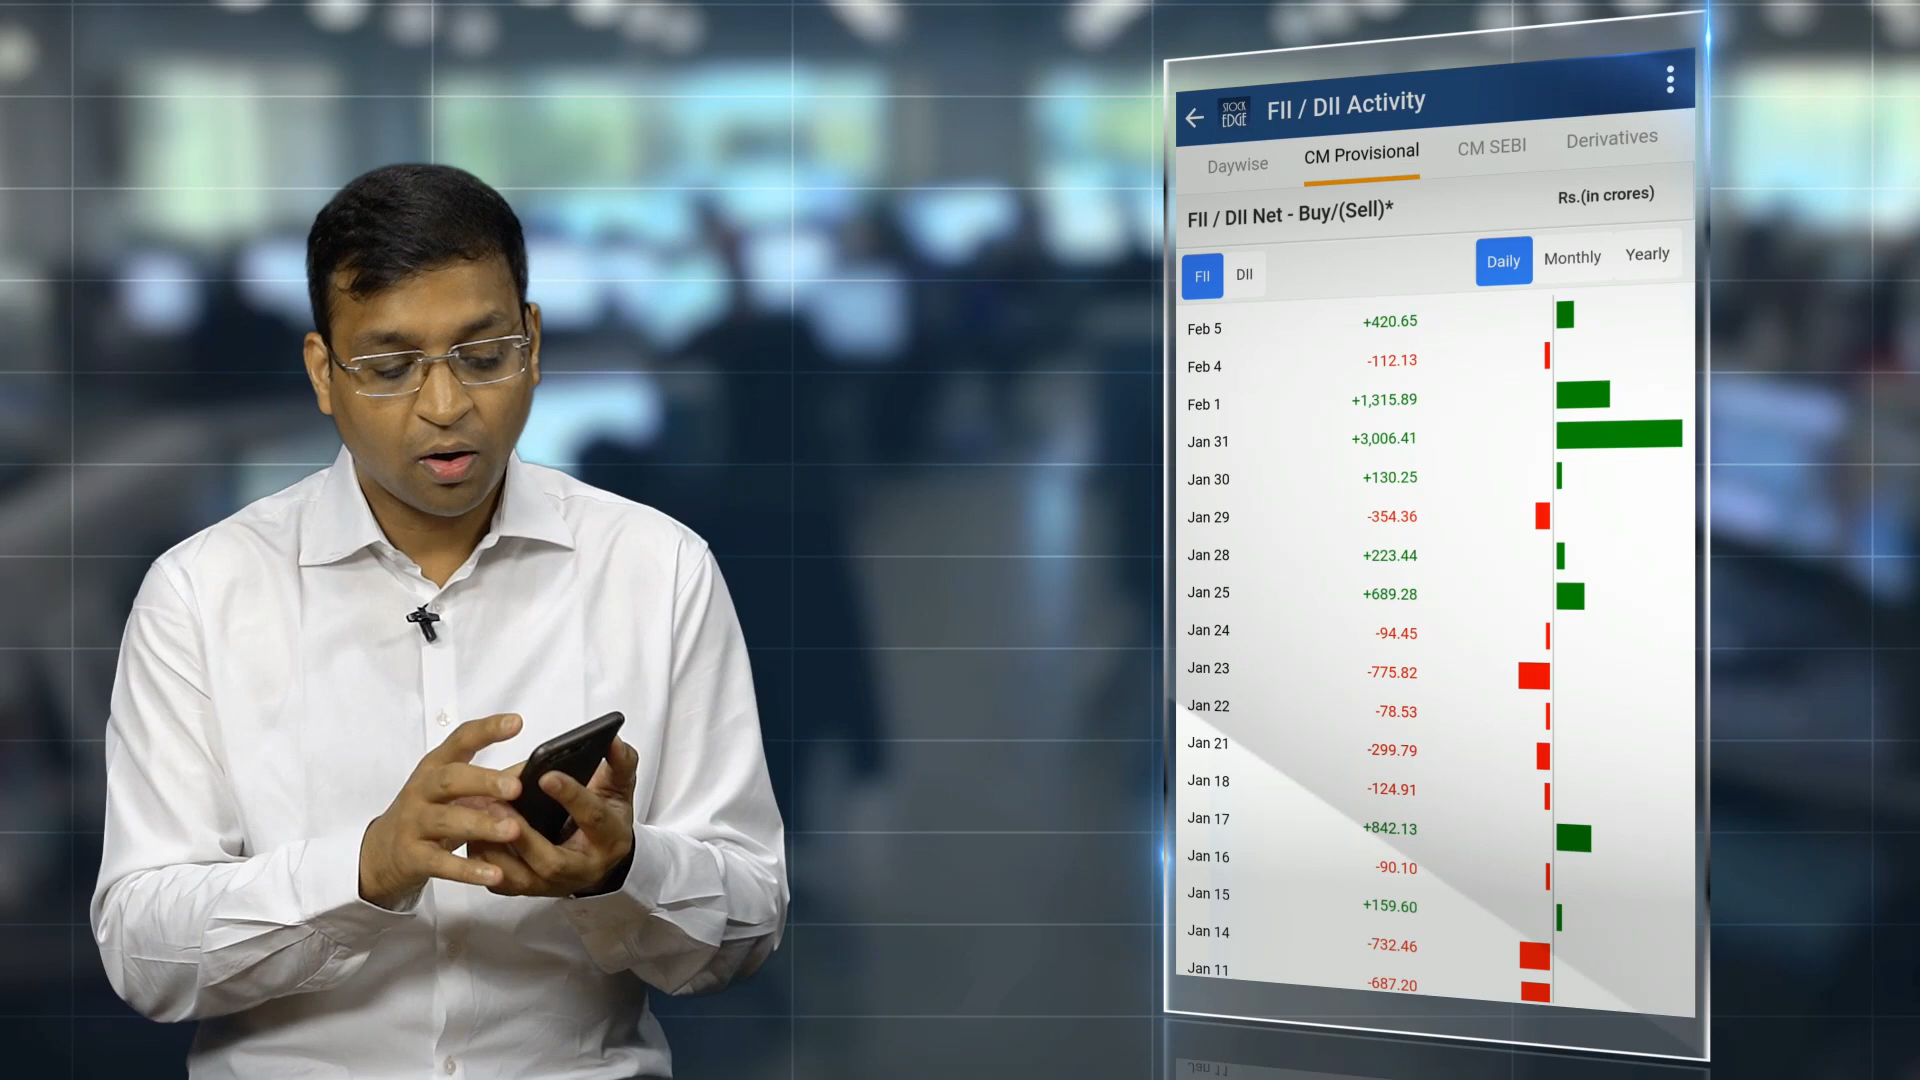 STOCK EDGE
FII / DII Activity
Daywise CM Provisional CM SEBI Derivatives
FII / DII Net - Buy/(Sell)* Rs.(in crores)
FII DII Daily Monthly Yearly
Feb 5 +420.65
Feb 4 -112.13
Feb 1 +1,315.89
Jan 31 +3,006.41
Jan 30 +130.25
Jan 29 -354.36
Jan 28 +223.44
Jan 25 +689.28
Jan 24 -94.45
Jan 23 -775.82
Jan 22 -78.53
Jan 21 -299.79
Jan 18 -124.91
Jan 17 +842.13
Jan 16 -90.10
Jan 15 +159.60
Jan 14 -732.46
Jan 11 -687.20